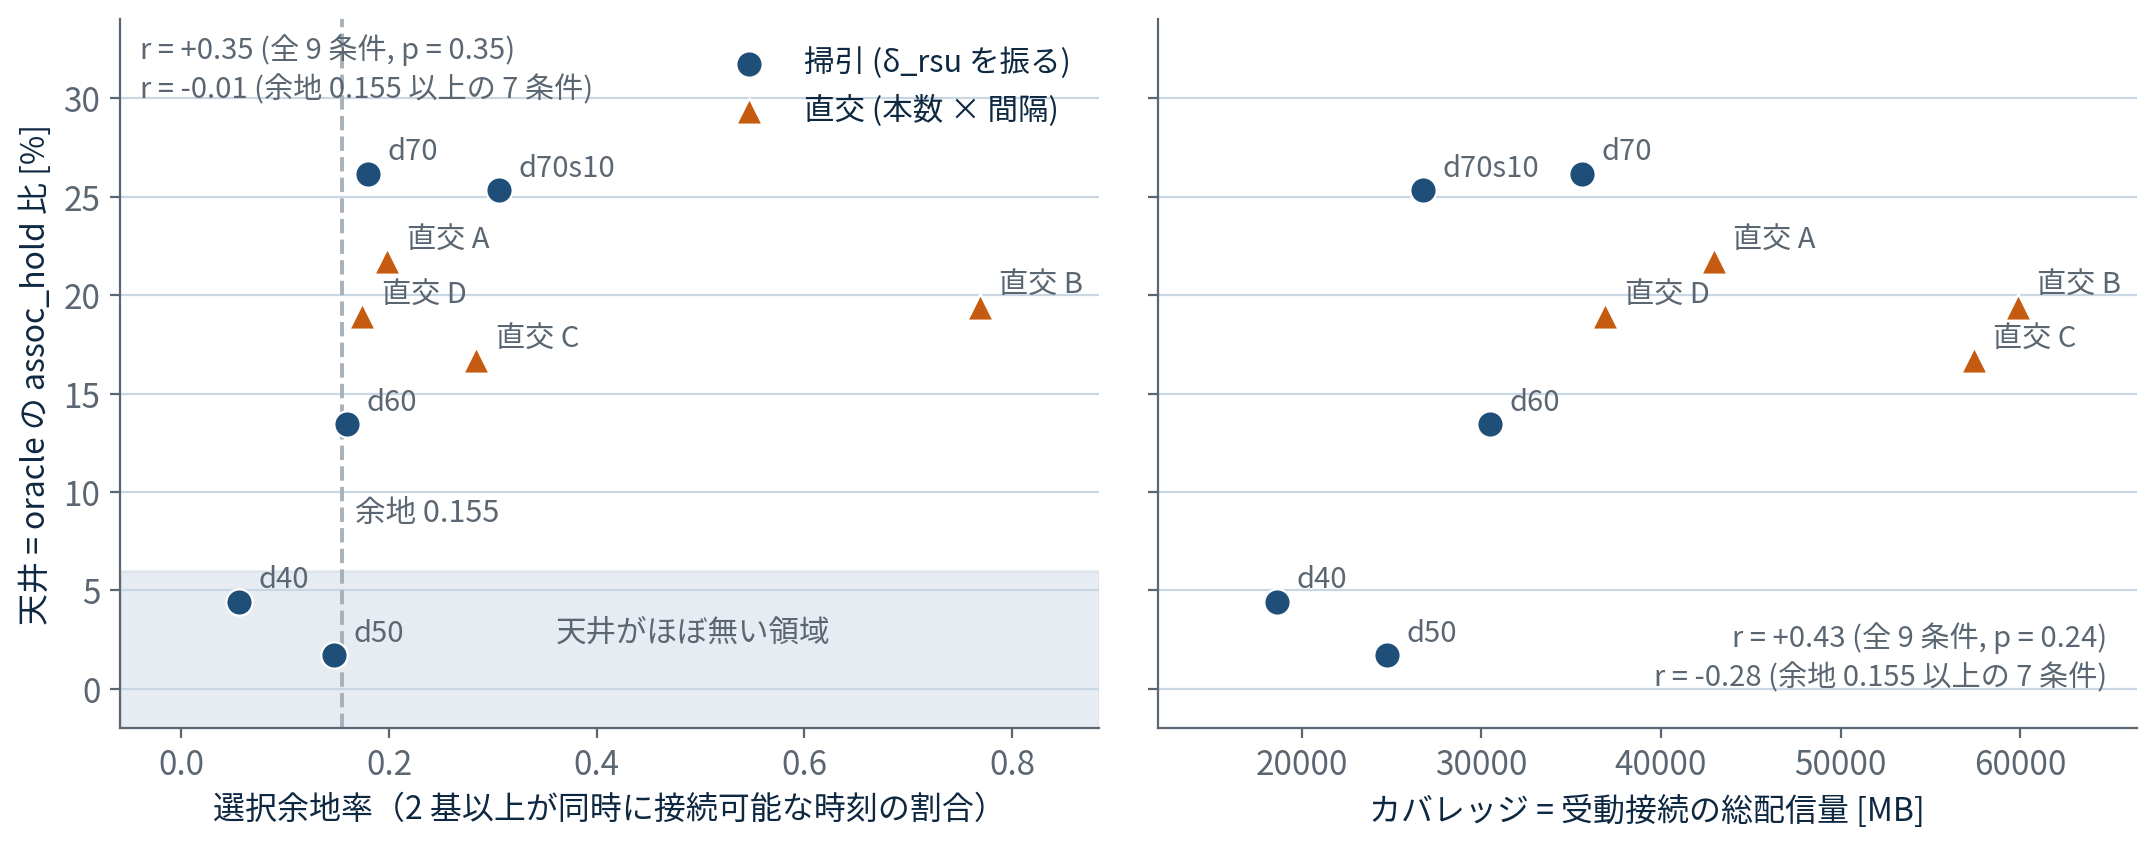 r = +0.35 (全 9 条件, p = 0.35)
r = -0.01 (余地 0.155 以上の 7 条件)
掃引 (δ_rsu を振る)
直交 (本数 × 間隔)
天井 = oracle の assoc_hold 比 [%]
30
25
20
15
10
5
0
d70
d70s10
直交 A
直交 D
直交 B
直交 C
d60
余地 0.155
d40
d50
天井がほぼ無い領域
0.0
0.2
0.4
0.6
0.8
選択余地率（2 基以上が同時に接続可能な時刻の割合）
d70s10
d70
直交 A
直交 D
直交 B
直交 C
d60
d40
d50
r = +0.43 (全 9 条件, p = 0.24)
r = -0.28 (余地 0.155 以上の 7 条件)
20000
30000
40000
50000
60000
カバレッジ = 受動接続の総配信量 [MB]